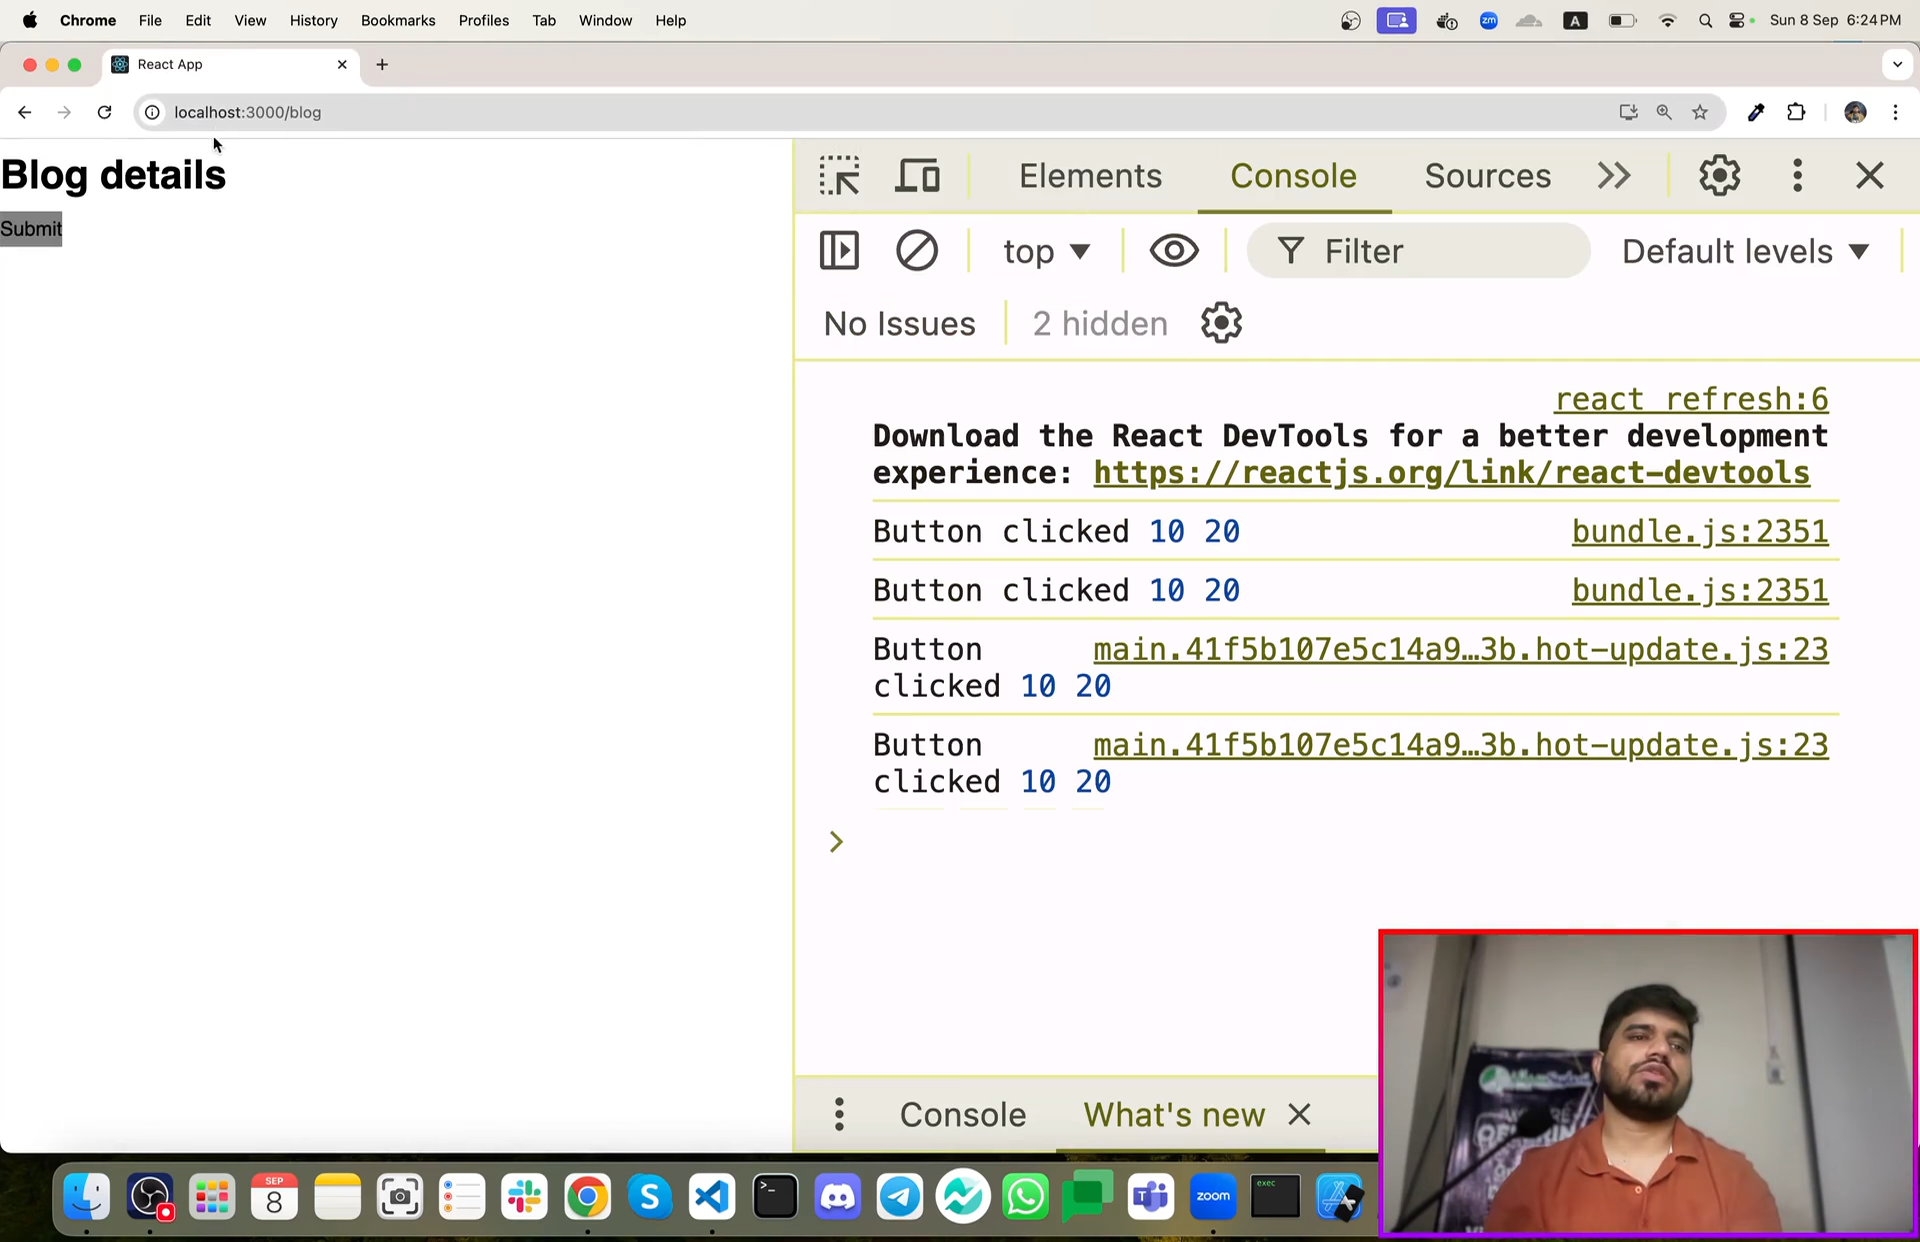 Chrome File Edit View History Bookmarks Profiles Tab Window Help zm A Sun 8 Sep 6:24 PM
React App
localhost:3000/blog
Blog details
Submit
Elements Console Sources
top Filter Default levels
No Issues 2 hidden
react refresh:6
Download the React DevTools for a better development
experience: https://reactjs.org/link/react-devtools
Button clicked 10 20 bundle.js:2351
Button clicked 10 20 bundle.js:2351
Button main.41f5b107e5c14a9…3b.hot-update.js:23
clicked 10 20
Button main.41f5b107e5c14a9…3b.hot-update.js:23
clicked 10 20
Console What's new
SEP
8
zoom
exec